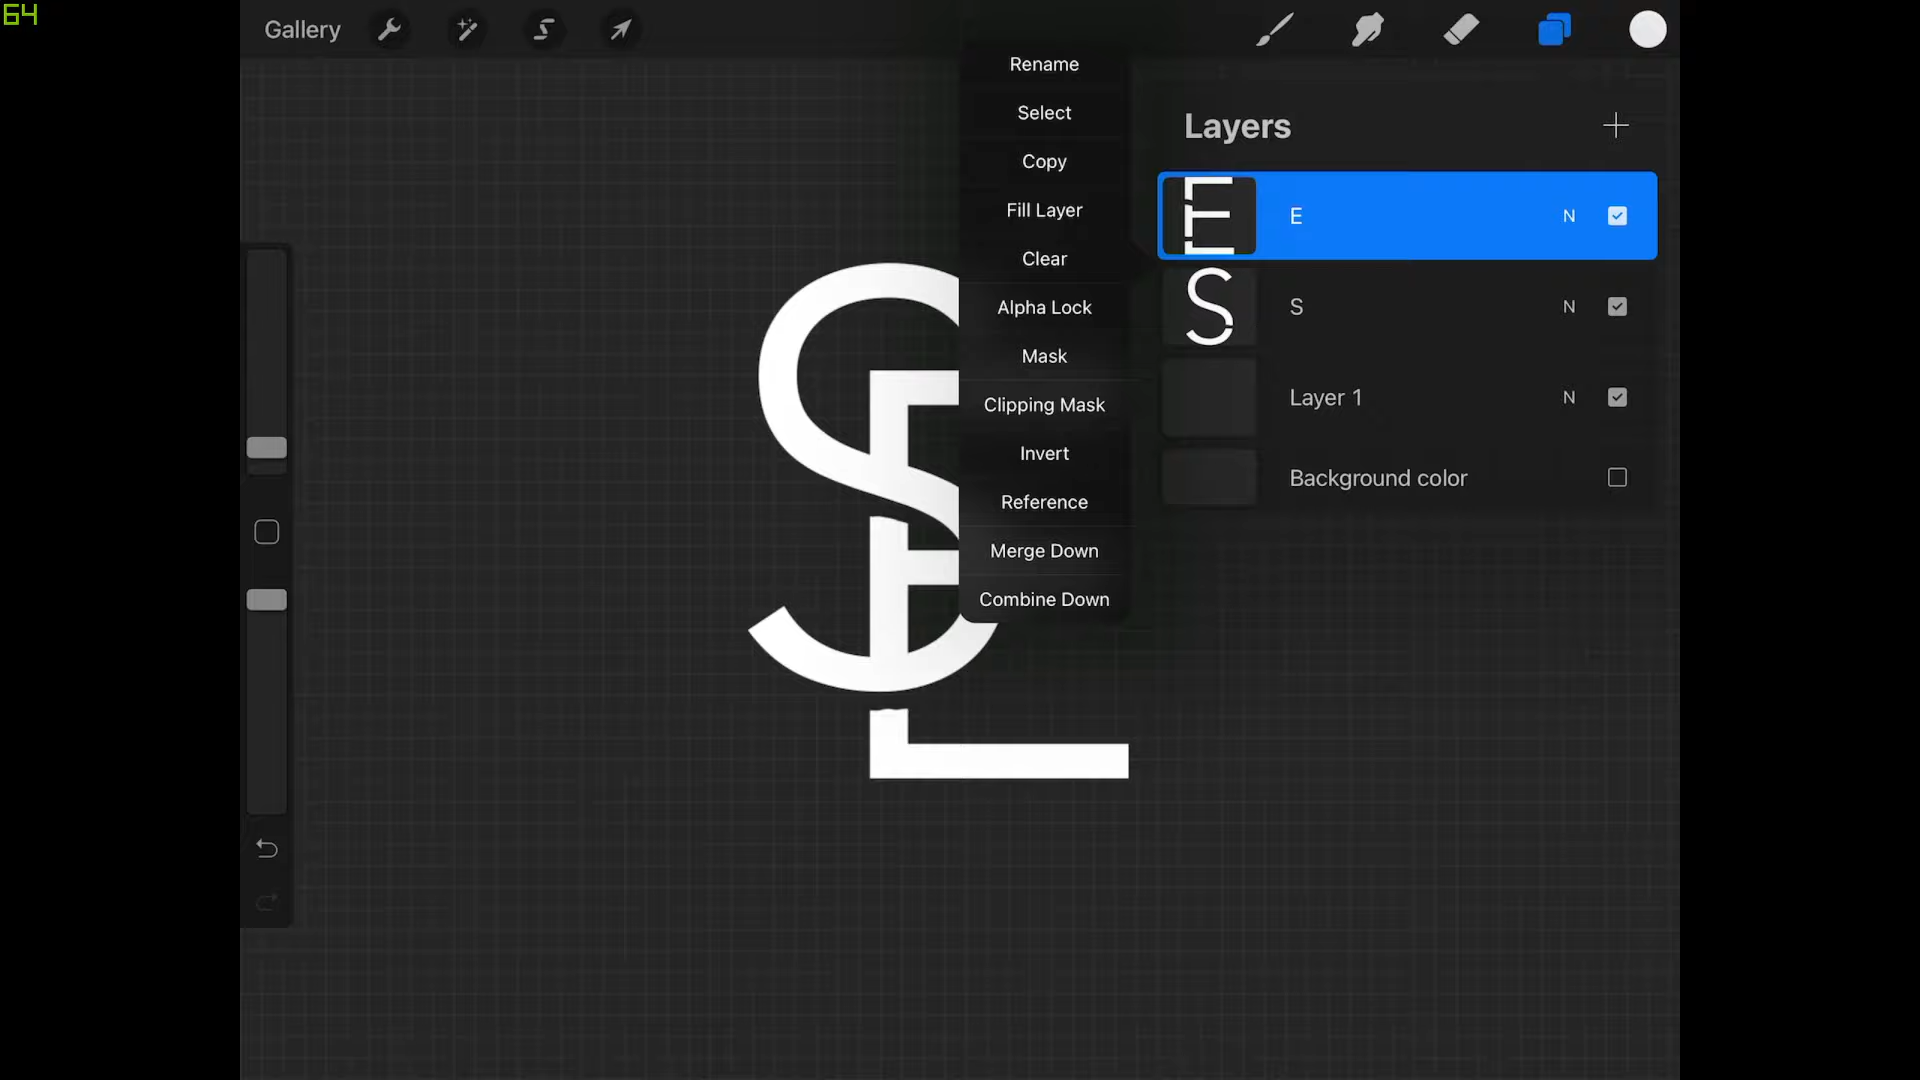 64
Gallery
Rename
Select
Copy
Fill Layer
Clear
Alpha Lock
Mask
Clipping Mask
Invert
Reference
Merge Down
Combine Down
Layers
E
E
N
S
S
N
Layer 1
N
Background color
SE